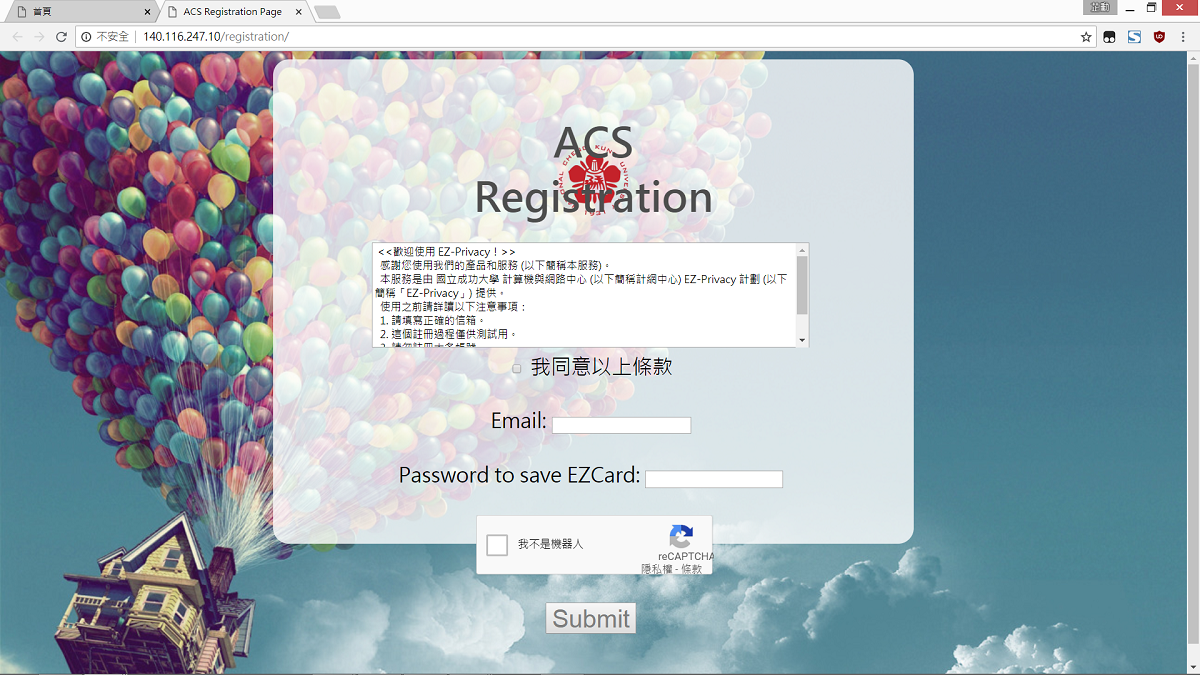 首頁
ACS Registration Page
不安全
140.116.247.10/registration/
ACS
Registration
<<歡迎使用 EZ-Privacy！>>
感謝您使用我們的產品和服務 (以下簡稱本服務)。
本服務是由 國立成功大學 計算機與網路中心 (以下簡稱計網中心) EZ-Privacy 計劃 (以下
簡稱「EZ-Privacy」) 提供。
使用之前請詳讀以下注意事項：
1. 請填寫正確的信箱。
2. 這個註冊過程僅供測試用。
我同意以上條款
Email:
Password to save EZCard:
我不是機器人
reCAPTCHA
隱私權 - 條款
Submit